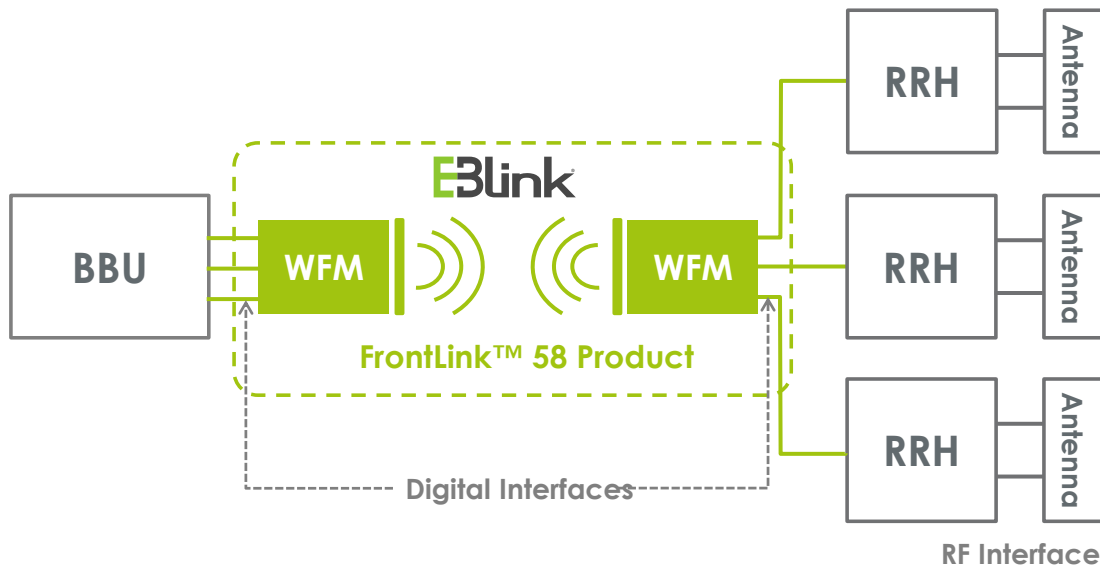 RRH
Antenna
EBlink
BBU
WFM
WFM
RRH
Antenna
FrontLink™ 58 Product
RRH
Antenna
Digital Interfaces
RF Interface